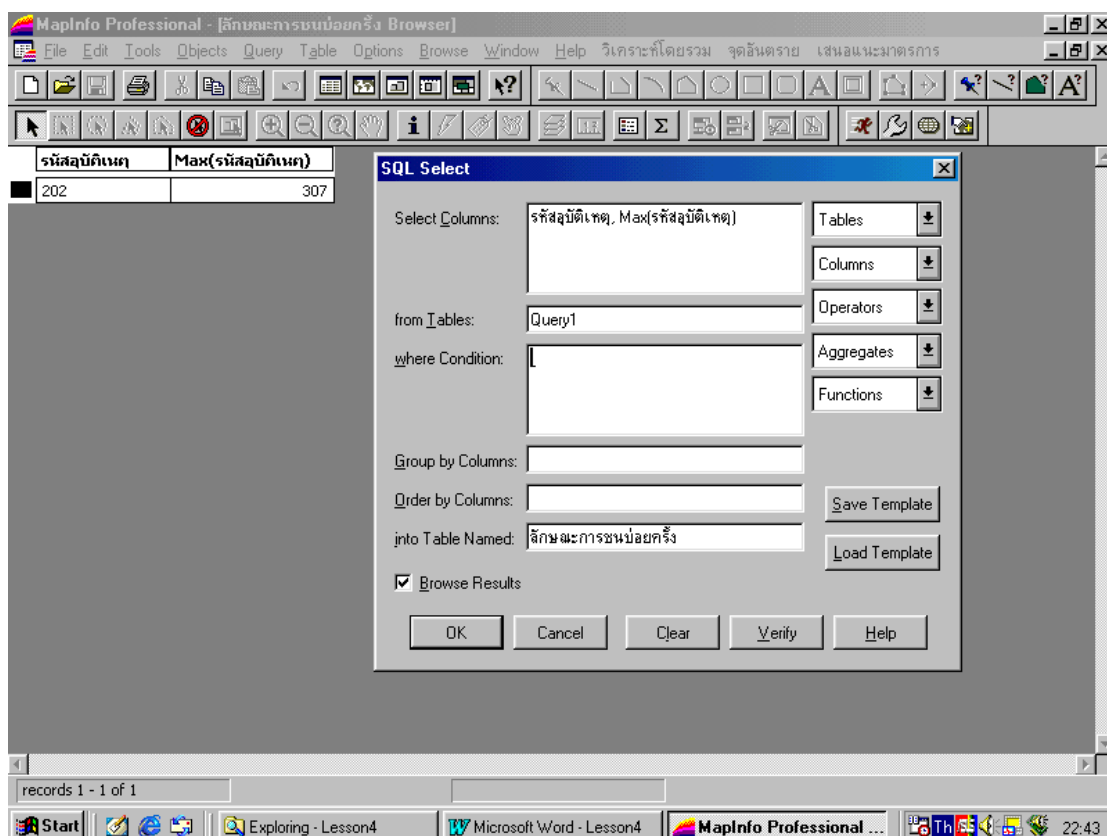 MapInfo Professional - [ลักษณะการชนบ่อยครั้ง Browser]
File Edit Tools Objects Query Table Options Browse Window Help วิเคราะห์โดยรวม จุดอันตราย เสนอแนะมาตรการ
รหัสอุบัติเหตุ Max(รหัสอุบัติเหตุ)
202 307
SQL Select
Select Columns: รหัสอุบัติเหตุ, Max(รหัสอุบัติเหตุ) Tables
Columns
from Tables: Query1 Operators
where Condition: Aggregates
Functions
Group by Columns:
Order by Columns: Save Template
into Table Named: ลักษณะการชนบ่อยครั้ง Load Template
Browse Results
OK Cancel Clear Verify Help
records 1 - 1 of 1
Start Exploring - Lesson4 Microsoft Word - Lesson4 MapInfo Professional ... Th 22:43